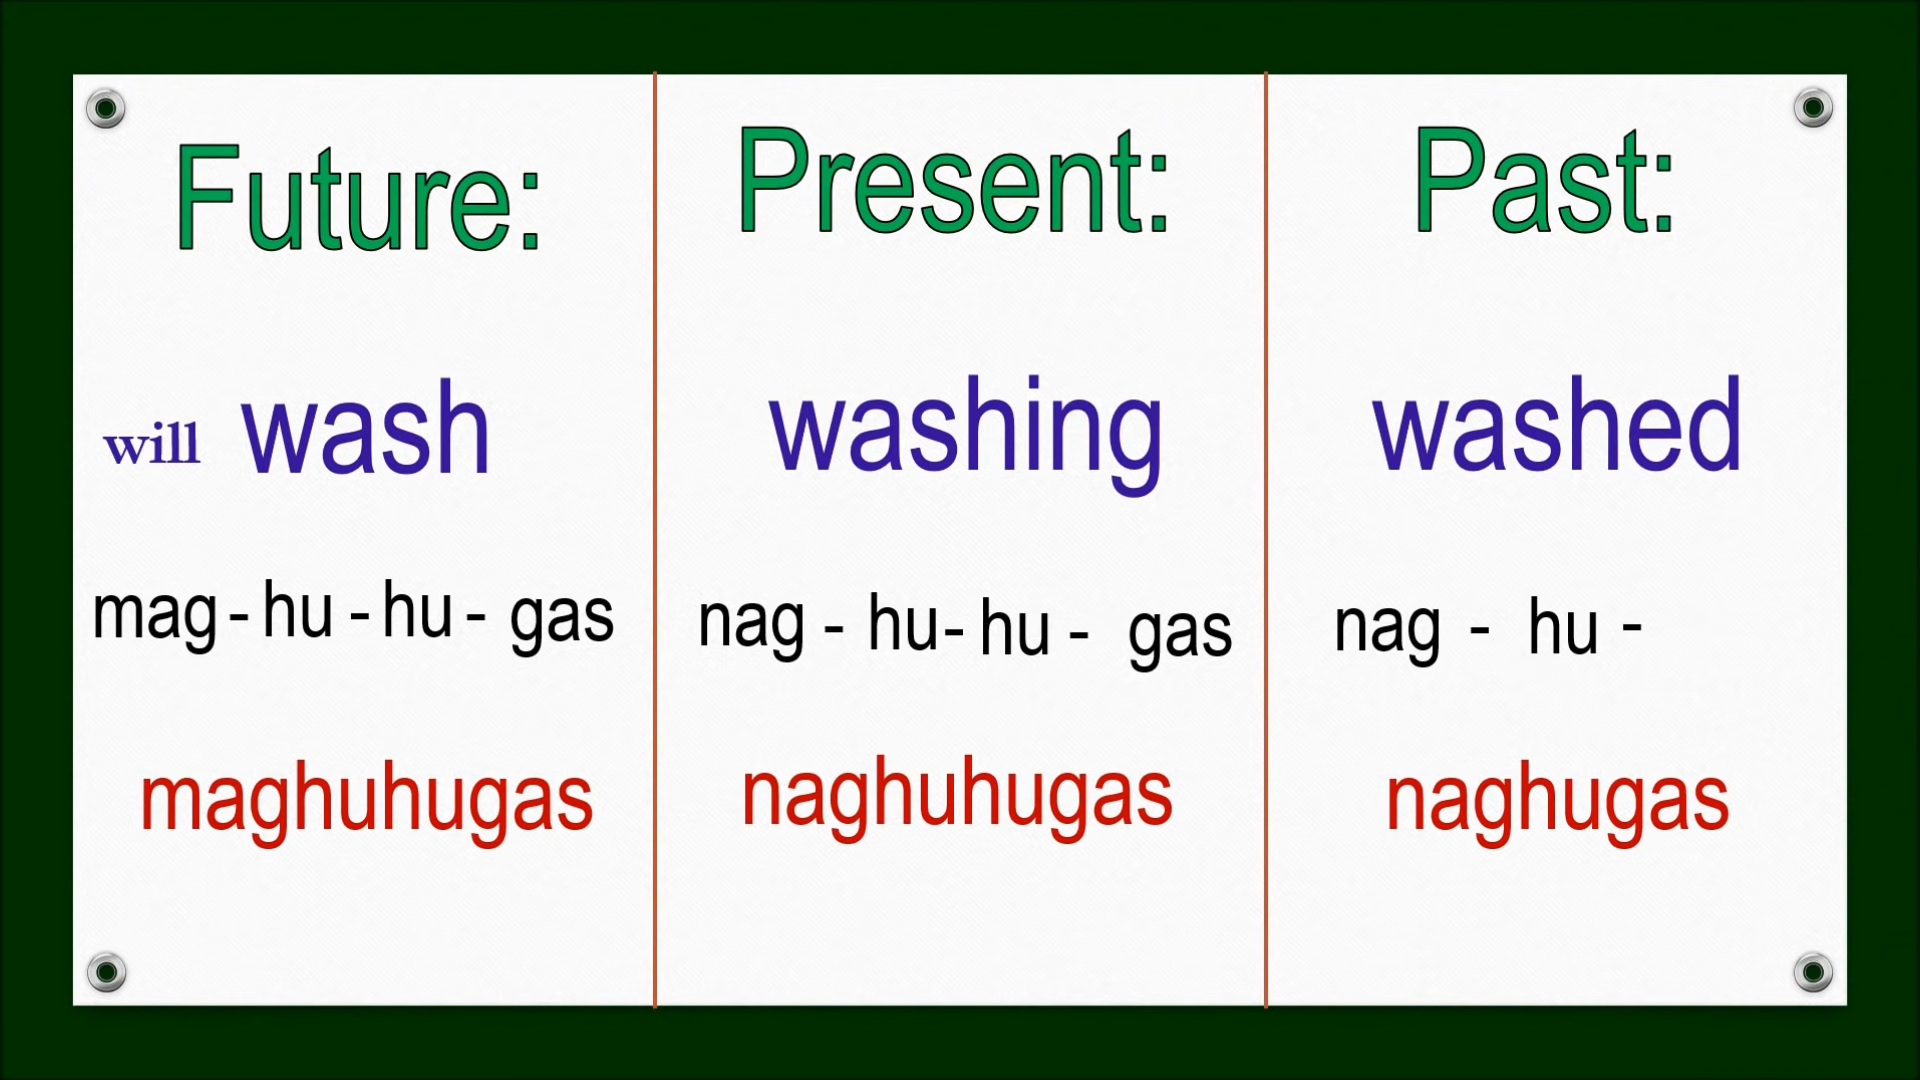 Future:
will wash
mag - hu - hu - gas
maghuhugas
Present:
washing
nag - hu - hu - gas
naghuhugas
Past:
washed
nag - hu -
naghugas